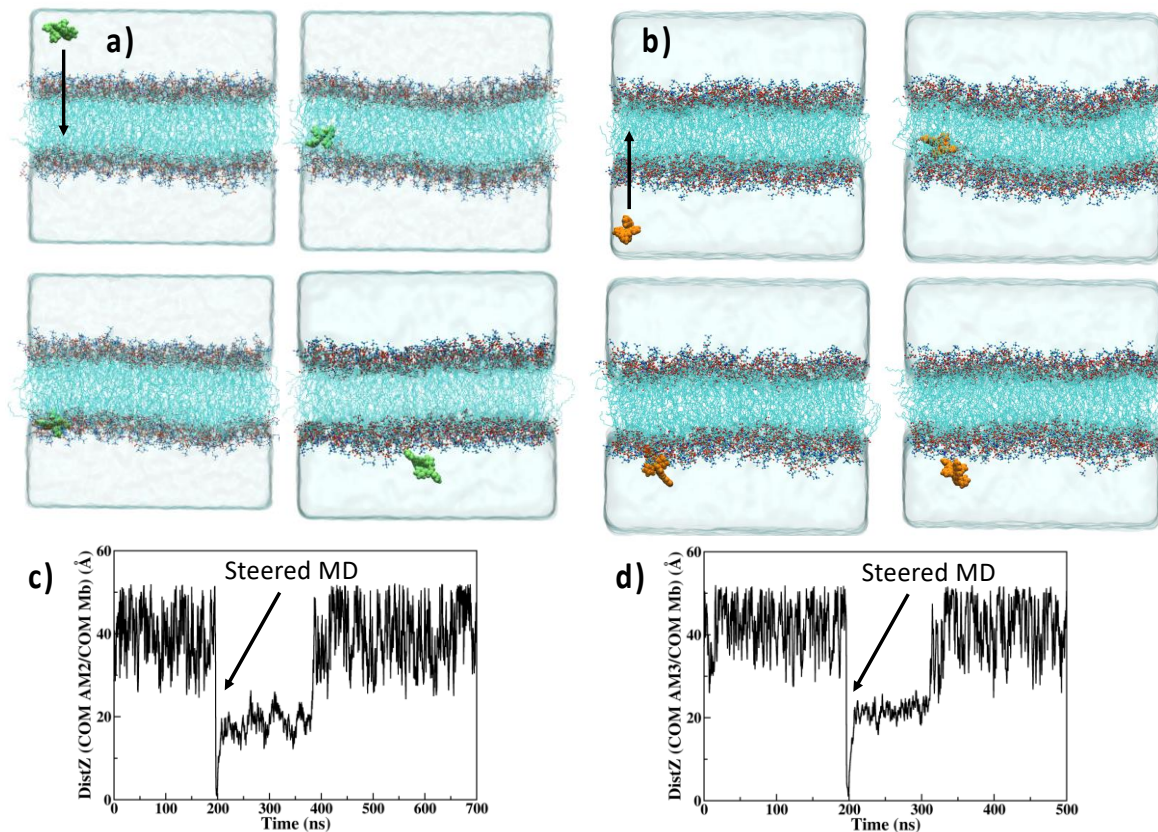 a)
b)
c)
Steered MD
DistZ (COM AM2/COM Mb) (Å)
60
40
20
0
0 100 200 300 400 500 600 700
Time (ns)
d)
Steered MD
DistZ (COM AM3/COM Mb) (Å)
60
40
20
0
0 100 200 300 400 500
Time (ns)